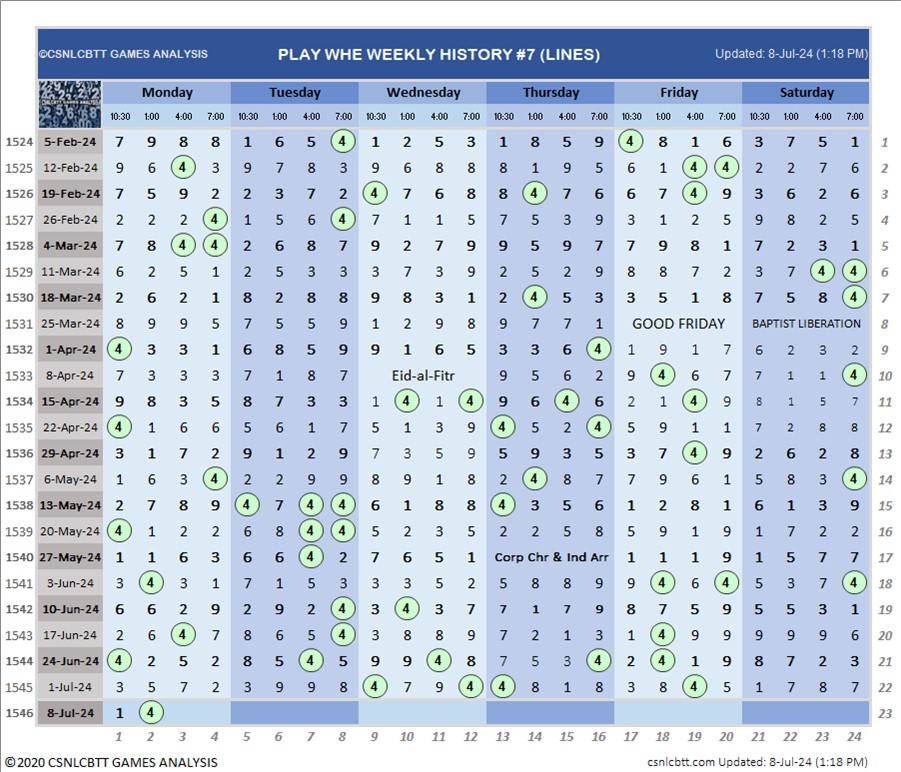 ©CSNLCBTT GAMES ANALYSIS PLAY WHE WEEKLY HISTORY #7 (LINES) Updated: 8-Jul-24 (1:18 PM)
CSNLCBTT GAMES ANALYSIS Monday Tuesday Wednesday Thursday Friday Saturday
10:30 1:00 4:00 7:00 10:30 1:00 4:00 7:00 10:30 1:00 4:00 7:00 10:30 1:00 4:00 7:00 10:30 1:00 4:00 7:00 10:30 1:00 4:00 7:00
1524 5-Feb-24 7 9 8 8 1 6 5 4 1 2 5 3 1 8 5 9 4 8 1 6 3 7 5 1 1
1525 12-Feb-24 9 6 4 3 9 7 8 3 9 6 8 8 8 1 9 5 6 1 4 4 2 2 7 6 2
1526 19-Feb-24 7 5 9 2 2 3 7 2 4 9 7 6 8 4 7 6 6 7 4 9 3 6 2 6 3
1527 26-Feb-24 2 2 2 4 1 5 6 4 7 1 1 5 7 5 3 9 3 1 2 5 9 8 2 5 4
1528 4-Mar-24 7 8 4 4 2 6 8 7 9 2 7 9 9 5 9 7 7 9 8 1 7 2 3 1 5
1529 11-Mar-24 6 2 5 1 2 5 3 3 3 7 3 9 2 5 2 9 8 8 7 2 3 7 4 4 6
1530 18-Mar-24 2 6 2 1 8 2 8 8 9 8 3 1 2 4 5 3 3 5 1 8 7 5 8 4 7
1531 25-Mar-24 8 9 9 5 7 5 5 9 1 2 9 8 9 7 7 1 GOOD FRIDAY BAPTIST LIBERATION 8
1532 1-Apr-24 4 3 3 1 6 8 5 9 9 1 6 5 3 3 6 4 1 9 1 7 6 2 3 2 9
1533 8-Apr-24 7 3 3 3 7 1 8 7 Eid-al-Fitr 9 5 6 2 9 4 6 7 7 1 1 4 10
1534 15-Apr-24 9 8 3 5 8 7 3 3 1 4 1 4 9 6 4 6 2 1 4 9 8 1 5 7 11
1535 22-Apr-24 4 1 6 6 5 6 1 7 5 1 3 9 4 5 2 4 5 9 1 1 7 2 8 8 12
1536 29-Apr-24 3 1 7 2 9 1 2 9 7 3 5 9 5 9 3 5 3 7 4 9 2 6 2 8 13
1537 6-May-24 1 6 3 4 2 2 9 9 8 9 1 8 2 4 8 7 7 9 6 1 5 8 3 4 14
1538 13-May-24 2 7 8 9 4 7 4 4 6 1 8 8 4 3 5 6 1 2 8 1 6 1 3 9 15
1539 20-May-24 4 1 2 2 6 8 4 4 5 2 3 5 2 2 5 8 5 9 1 9 1 7 2 2 16
1540 27-May-24 1 1 6 3 6 6 4 2 7 6 5 1 Corp Chr & Ind Arr 1 1 1 9 1 5 7 7 17
1541 3-Jun-24 3 4 3 1 7 1 5 3 3 3 5 2 5 8 8 9 9 4 6 4 5 3 7 4 18
1542 10-Jun-24 6 6 2 9 2 9 2 4 3 4 7 2 7 1 7 9 8 7 5 9 5 5 3 1 19
1543 17-Jun-24 2 6 4 7 8 6 5 4 3 8 8 9 7 2 1 3 1 4 9 9 9 9 9 6 20
1544 24-Jun-24 4 2 5 2 8 5 4 5 9 9 4 8 7 5 3 4 2 4 1 9 8 7 2 3 21
1545 1-Jul-24 3 5 7 2 3 9 9 8 4 7 9 4 4 8 1 8 3 8 4 5 1 7 8 7 22
1546 8-Jul-24 1 4 23
1 2 3 4 5 6 7 8 9 10 11 12 13 14 15 16 17 18 19 20 21 22 23 24
©2020 CSNLCBTT GAMES ANALYSIS csnlcbtt.com Updated: 8-Jul-24 (1:18 PM)